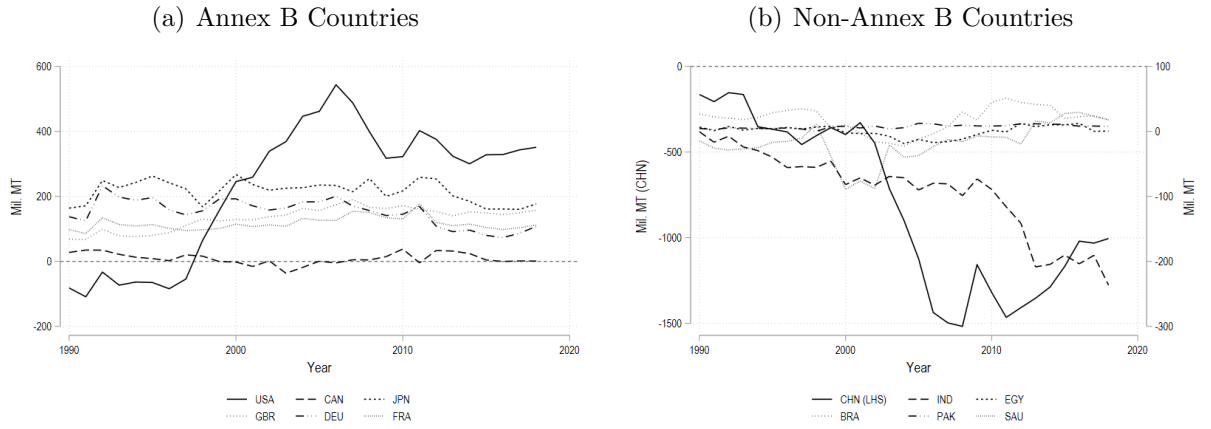 (a) Annex B Countries
600
400
200
0
-200
Mil. MT
1990
2000
2010
2020
Year
USA CAN JPN
GBR DEU FRA
(b) Non-Annex B Countries
0
-500
-1000
-1500
Mil. MT (CHN)
100
0
-100
-200
-300
Mil. MT
1990
2000
2010
2020
Year
CHN (LHS) IND EGY
BRA PAK SAU